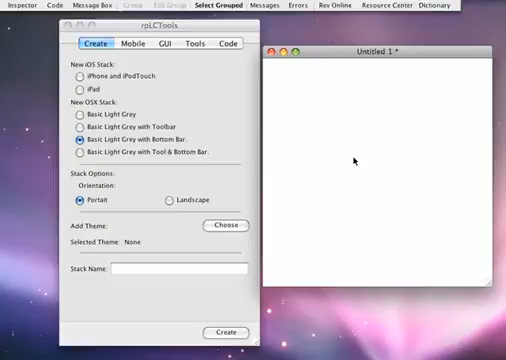 Inspector Code Message Box Group Edit Group Select Grouped Messages Errors Rev Online Resource Center Dictionary
rpLCTools
Create Mobile GUI Tools Code
New iOS Stack:
iPhone and iPodTouch
iPad
New OSX Stack:
Basic Light Grey
Basic Light Grey with Toolbar
Basic Light Grey with Bottom Bar.
Basic Light Grey with Tool & Bottom Bar.
Stack Options:
Orientation:
Portait Landscape
Add Theme: Choose
Selected Theme: None
Stack Name:
Create
Untitled 1 *